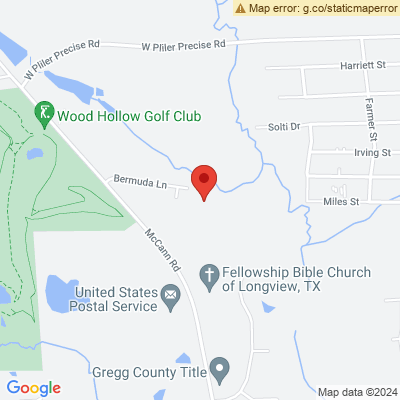 Map error: g.co/staticmaperror
W Pliler Precise Rd
W Pliler Precise Rd
Harriett St
Farmer St
Wood Hollow Golf Club
Solti Dr
Irving St
Bermuda Ln
Miles St
McCann Rd
Fellowship Bible Church
of Longview, TX
United States
Postal Service
Gregg County Title
Google
Map data ©2024